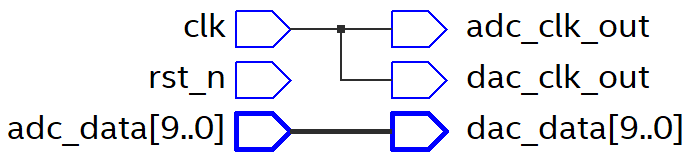 clk
adc_clk_out
rst_n
dac_clk_out
adc_data[9..0]
dac_data[9..0]